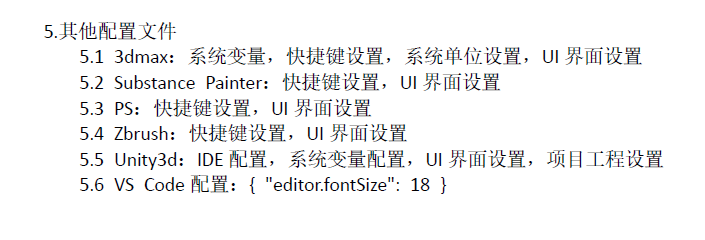 5.其他配置文件
5.1 3dmax：系统变量，快捷键设置，系统单位设置，UI 界面设置
5.2 Substance Painter：快捷键设置，UI 界面设置
5.3 PS：快捷键设置，UI 界面设置
5.4 Zbrush：快捷键设置，UI 界面设置
5.5 Unity3d：IDE 配置，系统变量配置，UI 界面设置，项目工程设置
5.6 VS Code 配置：{ "editor.fontSize": 18 }